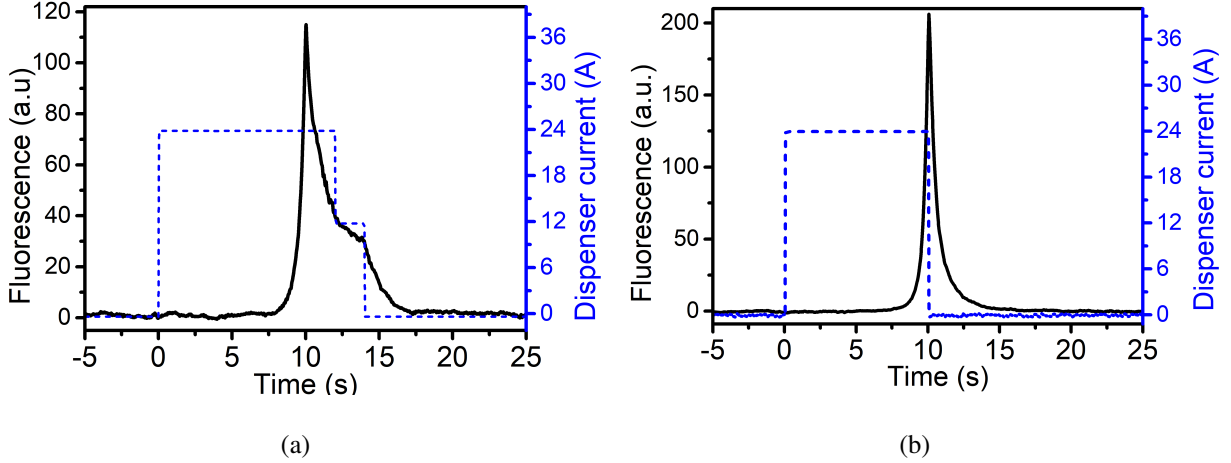 Fluorescence (a.u)
120
100
80
60
40
20
0
-5 0 5 10 15 20 25
Time (s)
36
30
24
18
12
6
0
Dispenser current (A)
(a)
Fluorescence (a.u.)
200
150
100
50
0
-5 0 5 10 15 20 25
Time (s)
36
30
24
18
12
6
0
Dispenser current (A)
(b)